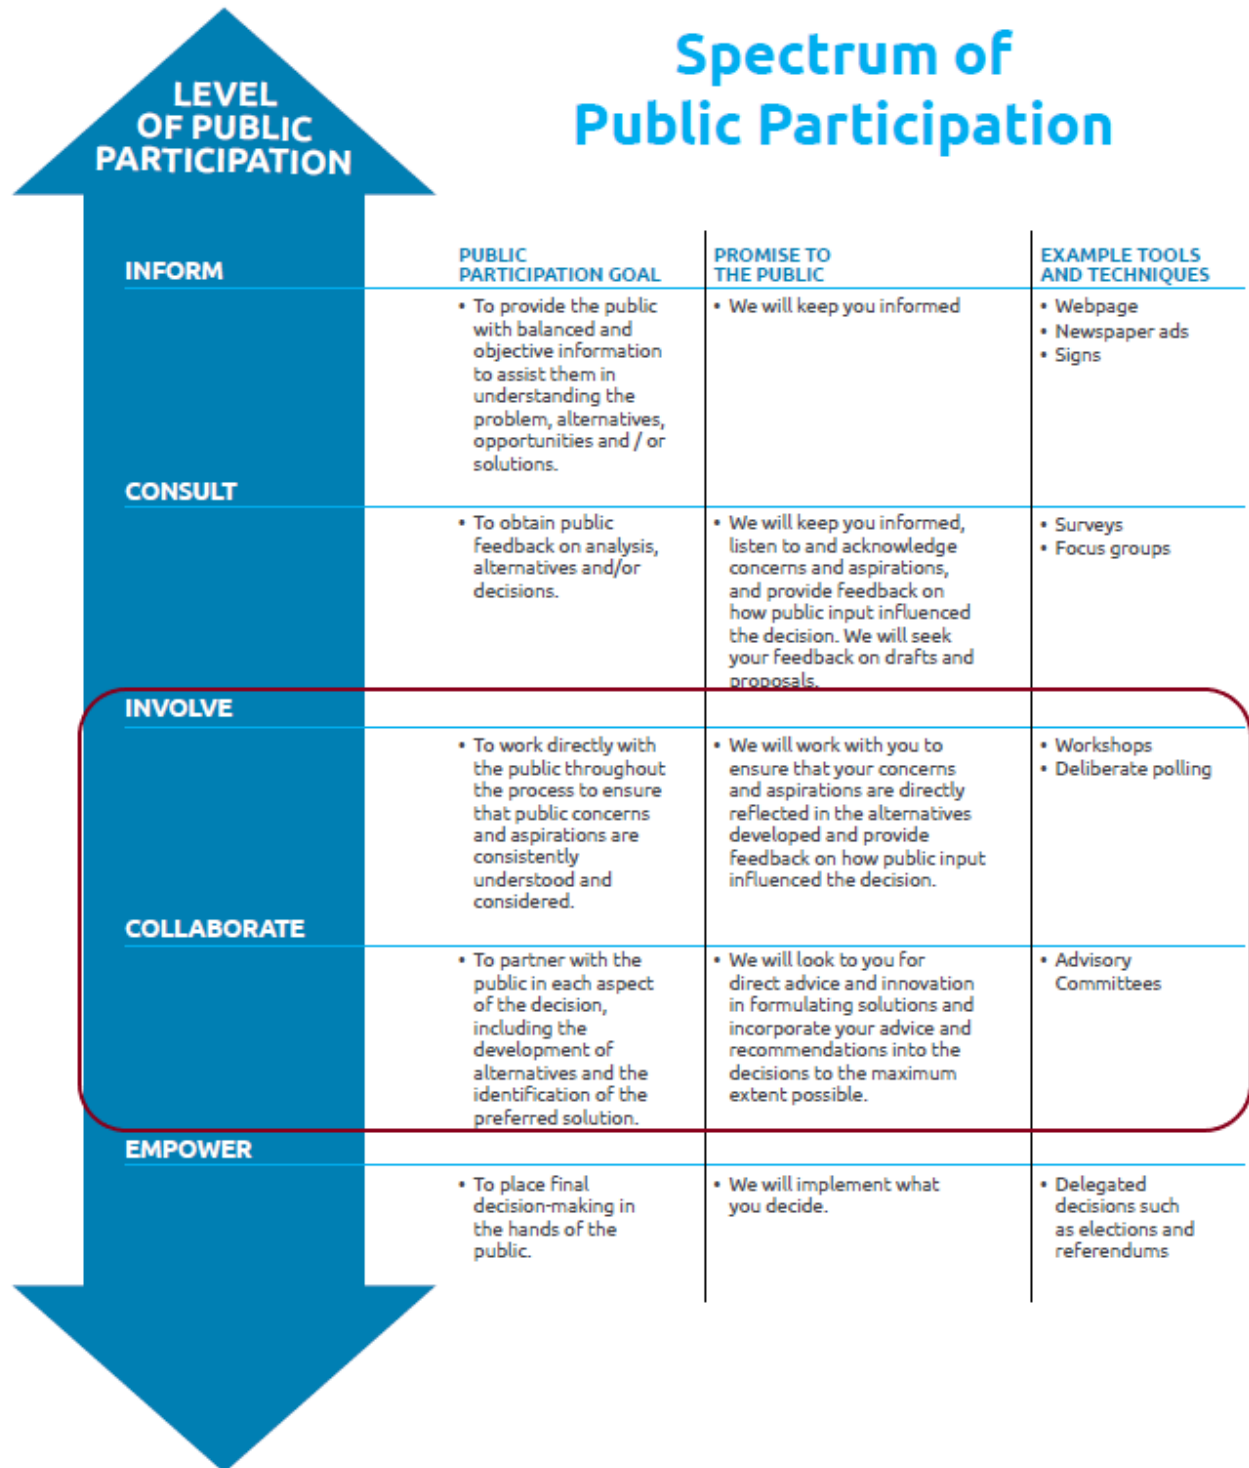 LEVEL
OF PUBLIC
PARTICIPATION
Spectrum of
Public Participation
INFORM
PUBLIC
PARTICIPATION GOAL
PROMISE TO
THE PUBLIC
EXAMPLE TOOLS
AND TECHNIQUES
• To provide the public
with balanced and
objective information
to assist them in
understanding the
problem, alternatives,
opportunities and / or
solutions.
• We will keep you informed
• Webpage
• Newspaper ads
• Signs
CONSULT
• To obtain public
feedback on analysis,
alternatives and/or
decisions.
• We will keep you informed,
listen to and acknowledge
concerns and aspirations,
and provide feedback on
how public input influenced
the decision. We will seek
your feedback on drafts and
proposals.
• Surveys
• Focus groups
INVOLVE
• To work directly with
the public throughout
the process to ensure
that public concerns
and aspirations are
consistently
understood and
considered.
• We will work with you to
ensure that your concerns
and aspirations are directly
reflected in the alternatives
developed and provide
feedback on how public input
influenced the decision.
• Workshops
• Deliberate polling
COLLABORATE
• To partner with the
public in each aspect
of the decision,
including the
development of
alternatives and the
identification of the
preferred solution.
• We will look to you for
direct advice and innovation
in formulating solutions and
incorporate your advice and
recommendations into the
decisions to the maximum
extent possible.
• Advisory
Committees
EMPOWER
• To place final
decision-making in
the hands of the
public.
• We will implement what
you decide.
• Delegated
decisions such
as elections and
referendums